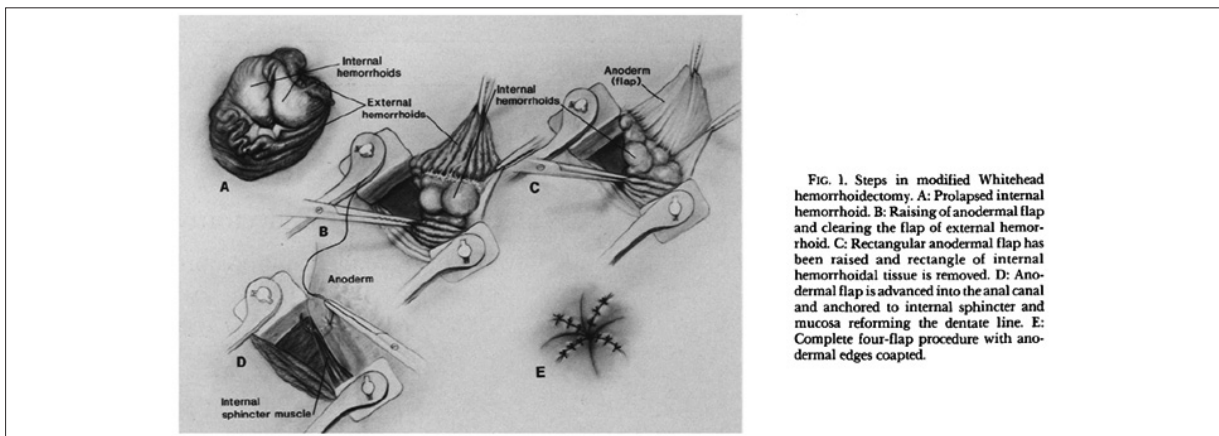 Internal
hemorrhoids
External
hemorrhoids
A
Internal
hemorrhoids
B
Anoderm
(flap)
C
Anoderm
D
Internal
sphincter muscle
E
FIG. 1. Steps in modified Whitehead
hemorrhoidectomy. A: Prolapsed internal
hemorrhoid. B: Raising of anodermal flap
and clearing the flap of external hemor-
rhoid. C: Rectangular anodermal flap has
been raised and rectangle of internal
hemorrhoidal tissue is removed. D: Ano-
dermal flap is advanced into the anal canal
and anchored to internal sphincter and
mucosa reforming the dentate line. E:
Complete four-flap procedure with ano-
dermal edges coapted.